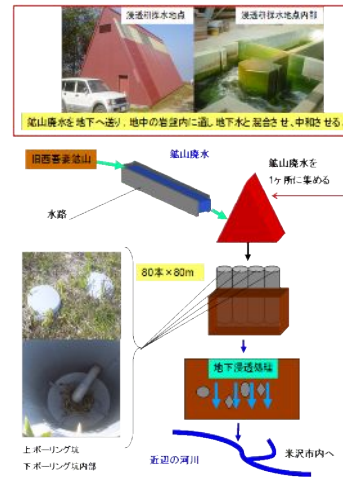 浸透桝採水地点
浸透桝採水地点内部
鉱山廃水を地下へ送り、地中の岩盤内に通し地下水と混合させ、中和させる。
旧西吾妻鉱山
鉱山廃水
水路
鉱山廃水を
1ヶ所に集める
80本×80m
地下浸透処理
上:ボーリング坑
下:ボーリング坑内部
近辺の河川
米沢市内へ